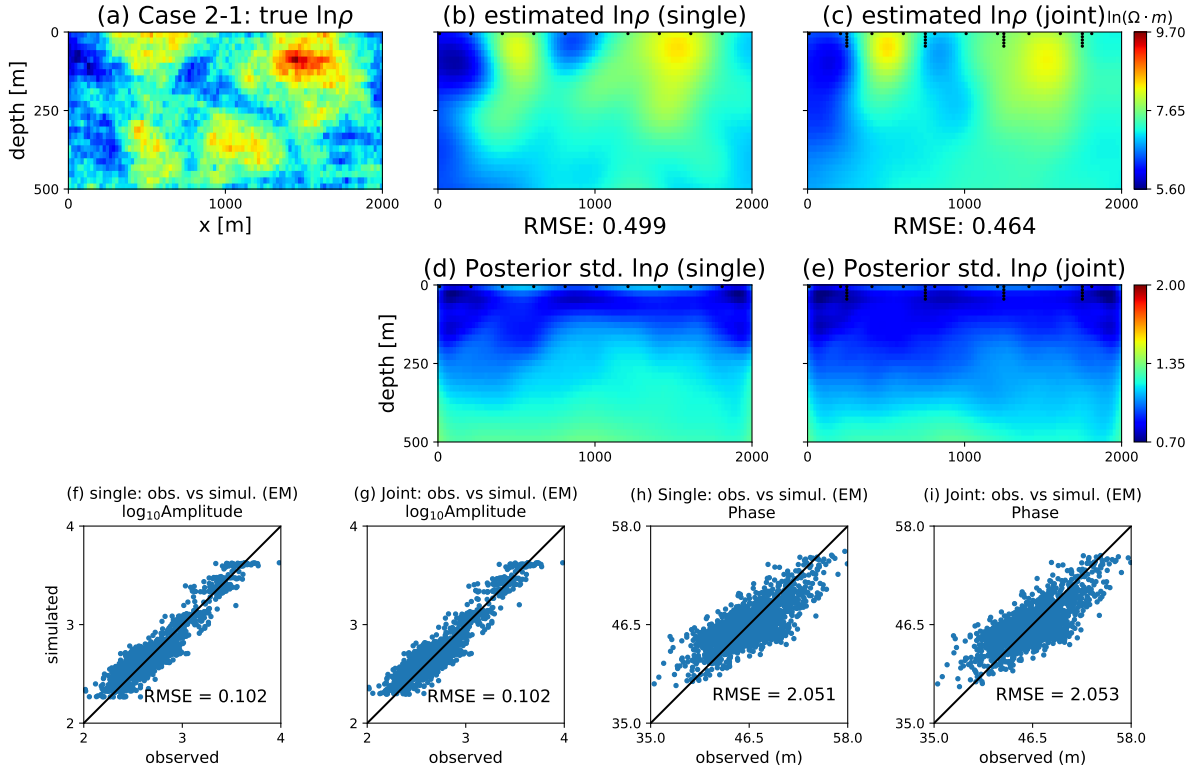 (a) Case 2-1: true lnρ
(b) estimated lnρ (single)
(c) estimated lnρ (joint)
ln(Ω · m)
0
250
500
depth [m]
0
1000
2000
x [m]
0
1000
2000
RMSE: 0.499
0
1000
2000
RMSE: 0.464
9.70
7.65
5.60
(d) Posterior std. lnρ (single)
(e) Posterior std. lnρ (joint)
0
250
500
depth [m]
0
1000
2000
0
1000
2000
2.00
1.35
0.70
(f) single: obs. vs simul. (EM)
log₁₀Amplitude
4
3
2
simulated
RMSE = 0.102
2
3
4
observed
(g) Joint: obs. vs simul. (EM)
log₁₀Amplitude
4
3
2
RMSE = 0.102
2
3
4
observed
(h) Single: obs. vs simul. (EM)
Phase
58.0
46.5
35.0
RMSE = 2.051
35.0
46.5
58.0
observed (m)
(i) Joint: obs. vs simul. (EM)
Phase
58.0
46.5
35.0
RMSE = 2.053
35.0
46.5
58.0
observed (m)